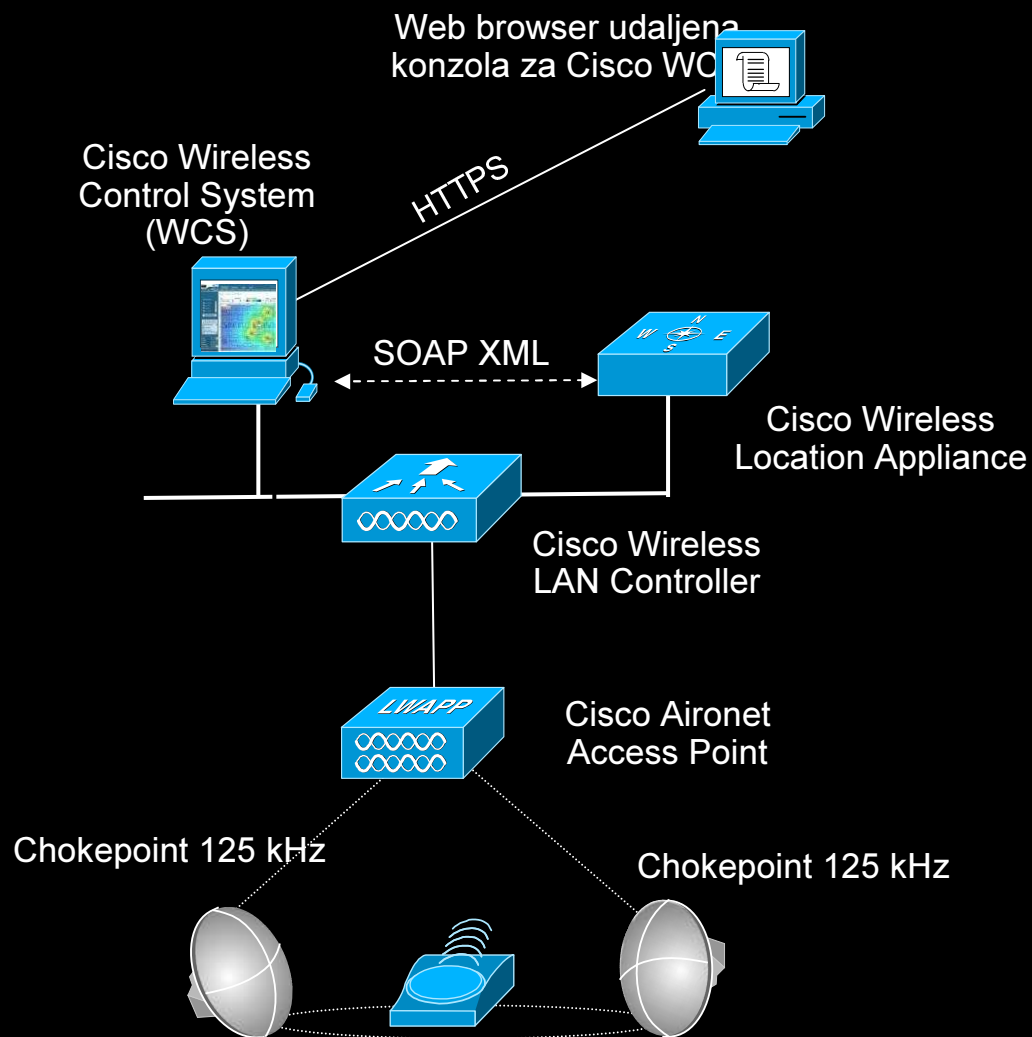 Web browser udaljena
konzola za Cisco WC
Cisco Wireless
Control System
(WCS)
HTTPS
SOAP XML
N
W
E
S
Cisco Wireless
Location Appliance
Cisco Wireless
LAN Controller
LWAPP
Cisco Aironet
Access Point
Chokepoint 125 kHz
Chokepoint 125 kHz